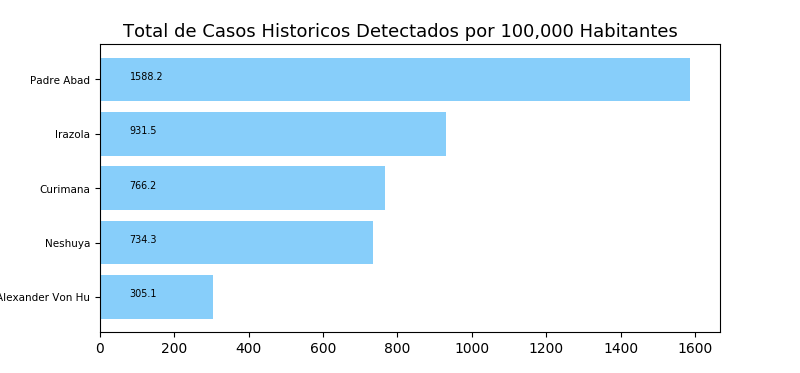 Total de Casos Historicos Detectados por 100,000 Habitantes
Padre Abad 1588.2
Irazola 931.5
Curimana 766.2
Neshuya 734.3
Alexander Von Hu 305.1
0 200 400 600 800 1000 1200 1400 1600